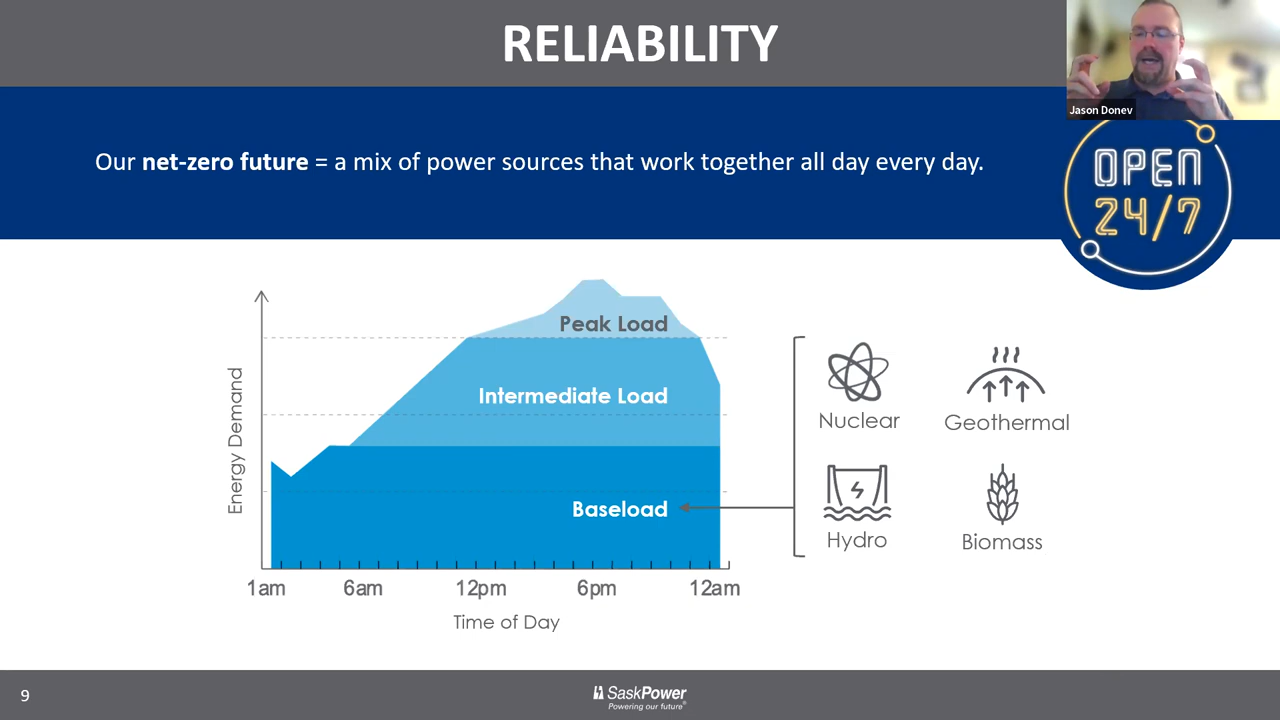 RELIABILITY
Jason Donev
Our net-zero future = a mix of power sources that work together all day every day.
OPEN
24/7
Energy Demand
Peak Load
Intermediate Load
Baseload
1am 6am 12pm 6pm 12am
Time of Day
Nuclear
Geothermal
Hydro
Biomass
9
SaskPower
Powering our future®